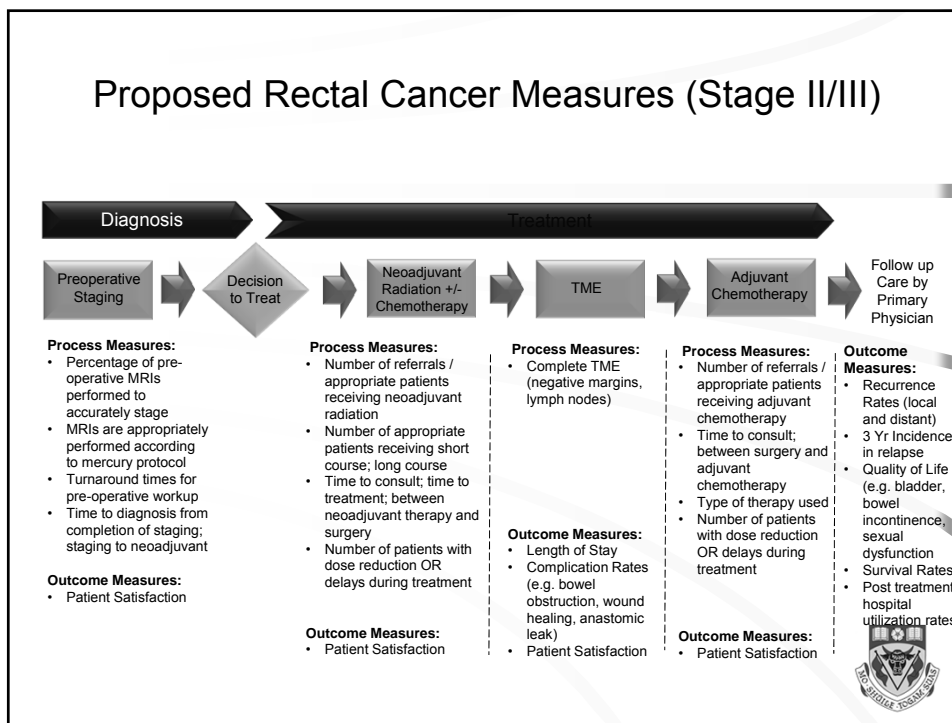 Proposed Rectal Cancer Measures (Stage II/III)
Diagnosis
Treatment
Preoperative
Staging
Decision
to Treat
Neoadjuvant
Radiation +/-
Chemotherapy
TME
Adjuvant
Chemotherapy
Follow up
Care by
Primary
Physician
Process Measures:
• Percentage of pre-
operative MRIs
performed to
accurately stage
• MRIs are appropriately
performed according
to mercury protocol
• Turnaround times for
pre-operative workup
• Time to diagnosis from
completion of staging;
staging to neoadjuvant
Outcome Measures:
• Patient Satisfaction
Process Measures:
• Number of referrals /
appropriate patients
receiving neoadjuvant
radiation
• Number of appropriate
patients receiving short
course; long course
• Time to consult; time to
treatment; between
neoadjuvant therapy and
surgery
• Number of patients with
dose reduction OR
delays during treatment
Outcome Measures:
• Patient Satisfaction
Process Measures:
• Complete TME
(negative margins,
lymph nodes)
Outcome Measures:
• Length of Stay
• Complication Rates
(e.g. bowel
obstruction, wound
healing, anastomic
leak)
• Patient Satisfaction
Process Measures:
• Number of referrals /
appropriate patients
receiving adjuvant
chemotherapy
• Time to consult;
between surgery and
adjuvant
chemotherapy
• Type of therapy used
• Number of patients
with dose reduction
OR delays during
treatment
Outcome Measures:
• Patient Satisfaction
Outcome
Measures:
• Recurrence
Rates (local
and distant)
• 3 Yr Incidence
in relapse
• Quality of Life
(e.g. bladder,
bowel
incontinence,
sexual
dysfunction
• Survival Rates
• Post treatment
hospital
utilization rates
MO SHUILE TOGAM SUAS